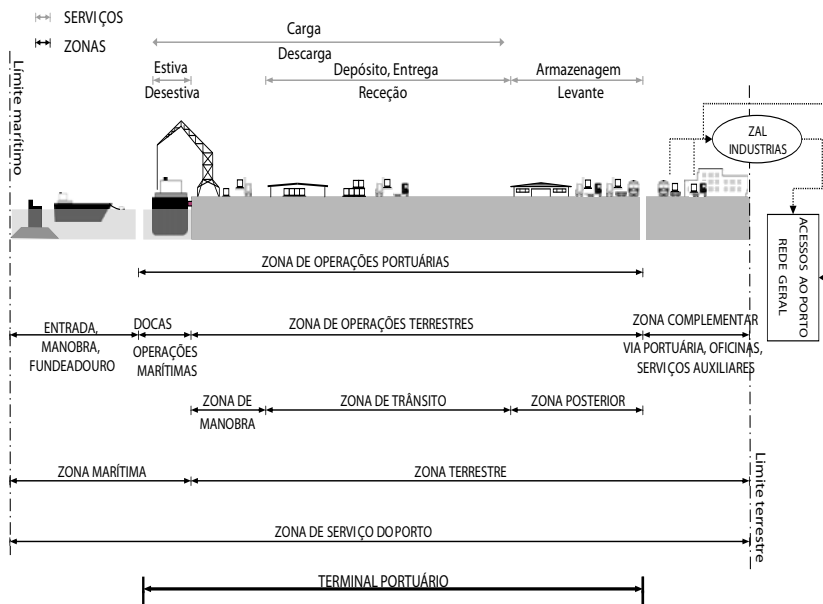 SERVIÇOS
ZONAS
Límite marítimo
Carga
Descarga
Estiva
Desestiva
Depósito, Entrega
Receção
Armazenagem
Levante
ZAL
INDUSTRIAS
ACESSOS AO PORTO
REDE GERAL
ZONA DE OPERAÇÕES PORTUÁRIAS
ENTRADA,
MANOBRA,
FUNDEADOURO
DOCAS
OPERAÇÕES
MARÍTIMAS
ZONA DE OPERAÇÕES TERRESTRES
ZONA COMPLEMENTAR
VIA PORTUÁRIA, OFICINAS,
SERVIÇOS AUXILIARES
ZONA DE
MANOBRA
ZONA DE TRÂNSITO
ZONA POSTERIOR
ZONA MARÍTIMA
ZONA TERRESTRE
Limite terrestre
ZONA DE SERVIÇO DO PORTO
TERMINAL PORTUÁRIO